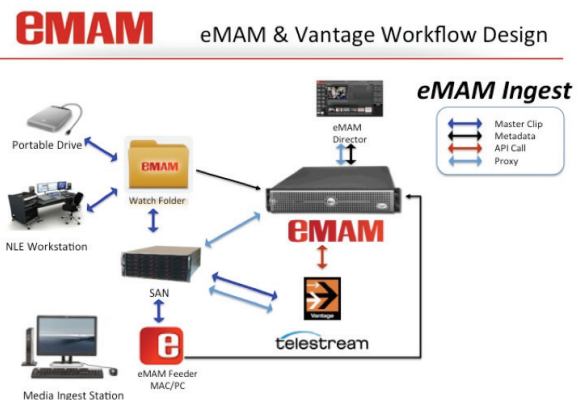 eMAM
eMAM & Vantage Workflow Design
eMAM Ingest
Master Clip
Metadata
API Call
Proxy
eMAM
Director
Portable Drive
eMAM
Watch Folder
NLE Workstation
eMAM
SAN
Vantage
telestream
e
eMAM Feeder
MAC/PC
Media Ingest Station